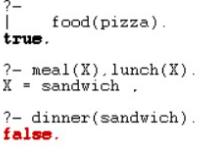 ?-
|    food(pizza).
true.
?- meal(X),lunch(X).
X = sandwich .
?- dinner(sandwich).
false.